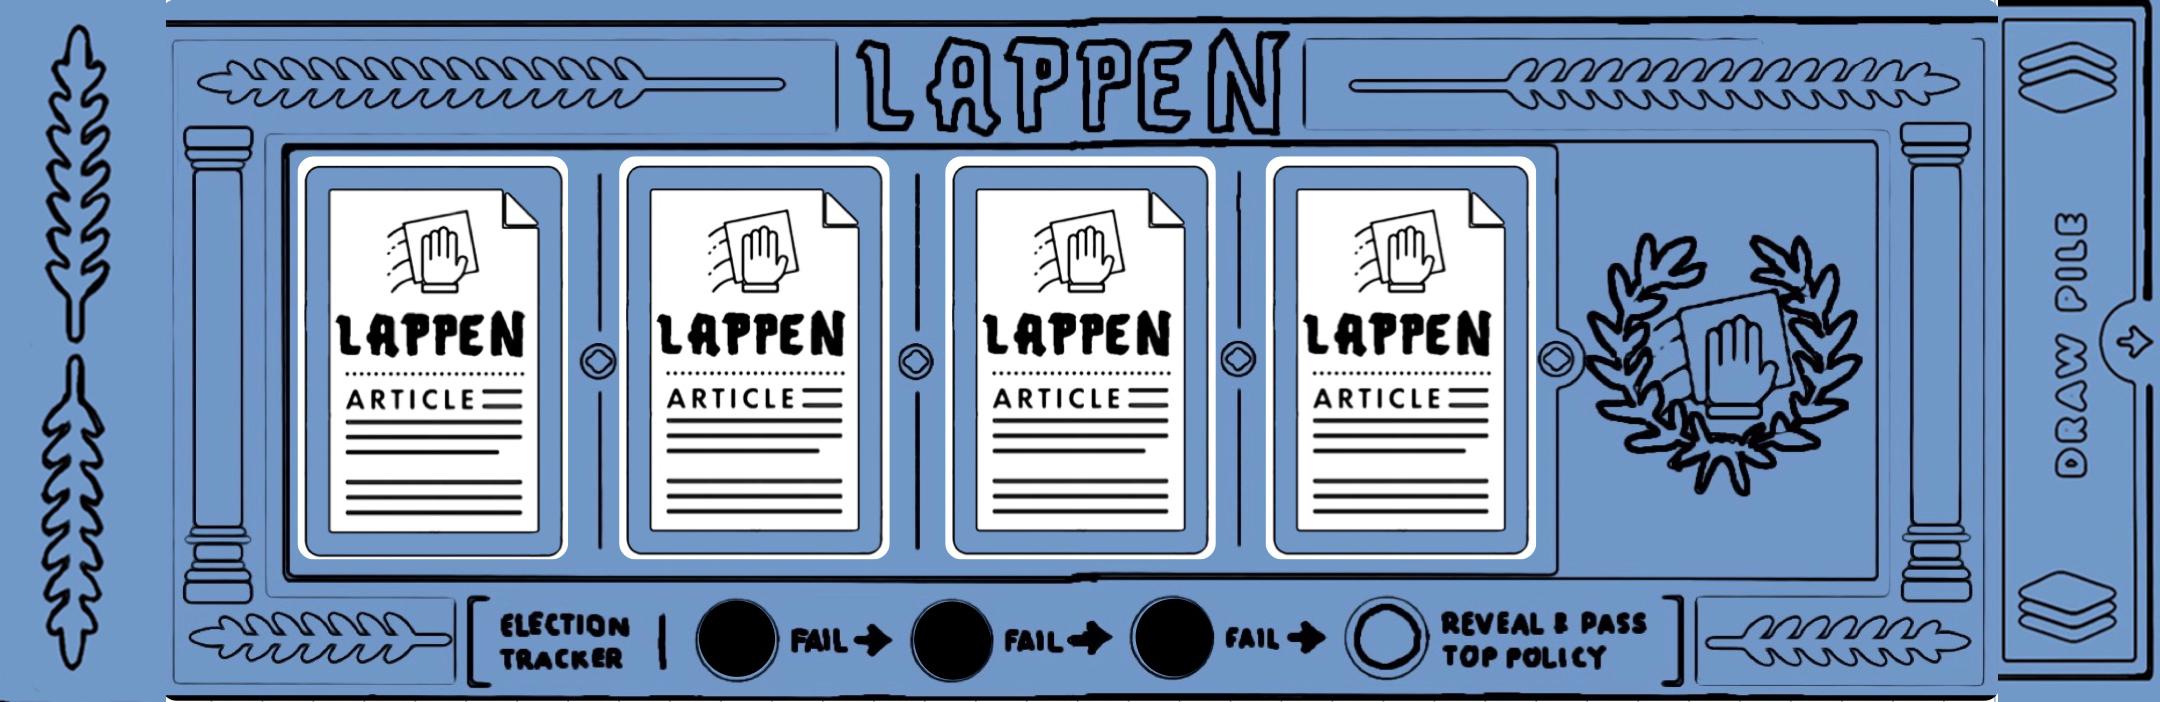 LAPPEN
LAPPEN
ARTICLE
LAPPEN
ARTICLE
LAPPEN
ARTICLE
LAPPEN
ARTICLE
DRAW PILE
ELECTION
TRACKER
FAIL
FAIL
FAIL
REVEAL & PASS
TOP POLICY